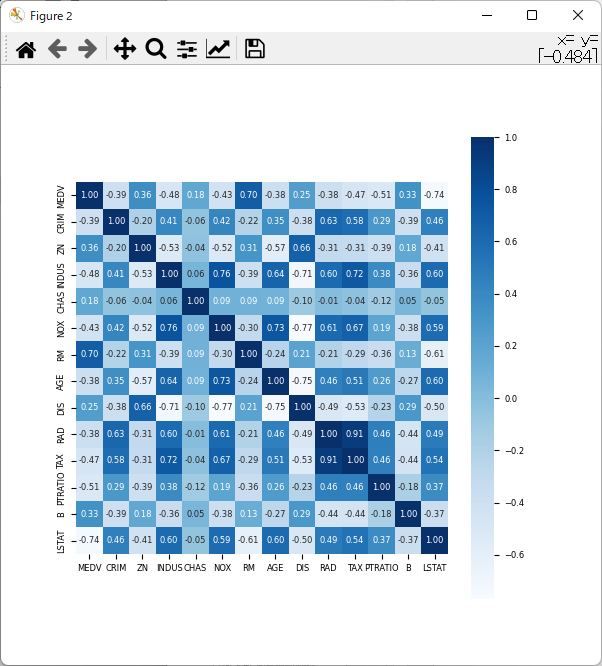 Figure 2
x= y=
[-0.484]
1.0
MEDV 1.00 -0.39 0.36 -0.48 0.18 -0.43 0.70 -0.38 0.25 -0.38 -0.47 -0.51 0.33 -0.74
0.8
CRIM -0.39 1.00 -0.20 0.41 -0.06 0.42 -0.22 0.35 -0.38 0.63 0.58 0.29 -0.39 0.46
ZN 0.36 -0.20 1.00 -0.53 -0.04 -0.52 0.31 -0.57 0.66 -0.31 -0.31 -0.39 0.18 -0.41
0.6
INDUS -0.48 0.41 -0.53 1.00 0.06 0.76 -0.39 0.64 -0.71 0.60 0.72 0.38 -0.36 0.60
0.4
CHAS 0.18 -0.06 -0.04 0.06 1.00 0.09 0.09 0.09 -0.10 -0.01 -0.04 -0.12 0.05 -0.05
NOX -0.43 0.42 -0.52 0.76 0.09 1.00 -0.30 0.73 -0.77 0.61 0.67 0.19 -0.38 0.59
0.2
RM 0.70 -0.22 0.31 -0.39 0.09 -0.30 1.00 -0.24 0.21 -0.21 -0.29 -0.36 0.13 -0.61
AGE -0.38 0.35 -0.57 0.64 0.09 0.73 -0.24 1.00 -0.75 0.46 0.51 0.26 -0.27 0.60
0.0
DIS 0.25 -0.38 0.66 -0.71 -0.10 -0.77 0.21 -0.75 1.00 -0.49 -0.53 -0.23 0.29 -0.50
RAD -0.38 0.63 -0.31 0.60 -0.01 0.61 -0.21 0.46 -0.49 1.00 0.91 0.46 -0.44 0.49
−0.2
TAX -0.47 0.58 -0.31 0.72 -0.04 0.67 -0.29 0.51 -0.53 0.91 1.00 0.46 -0.44 0.54
PTRATIO -0.51 0.29 -0.39 0.38 -0.12 0.19 -0.36 0.26 -0.23 0.46 0.46 1.00 -0.18 0.37
−0.4
B 0.33 -0.39 0.18 -0.36 0.05 -0.38 0.13 -0.27 0.29 -0.44 -0.44 -0.18 1.00 -0.37
LSTAT -0.74 0.46 -0.41 0.60 -0.05 0.59 -0.61 0.60 -0.50 0.49 0.54 0.37 -0.37 1.00
−0.6
MEDV CRIM ZN INDUS CHAS NOX RM AGE DIS RAD TAX PTRATIO B LSTAT